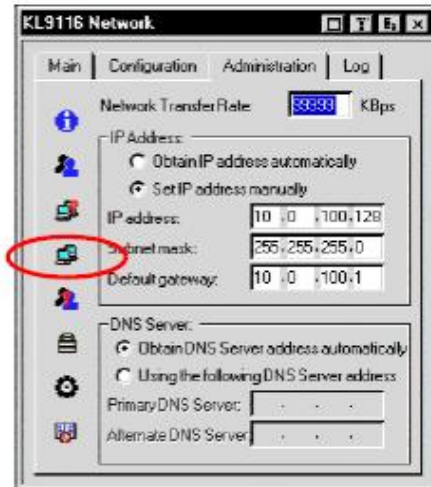 KL9116 Network
Main Configuration Administration Log
Network Transfer Rate: 99999 KBps
IP Address:
Obtain IP address automatically
Set IP address manually
IP address: 10 .0 .100.128
Subnet mask: 255.255.255.0
Default gateway: 10 .0 .100.1
DNS Server:
Obtain DNS Server address automatically
Using the following DNS Server address
Primary DNS Server: . . .
Alternate DNS Server: . . .